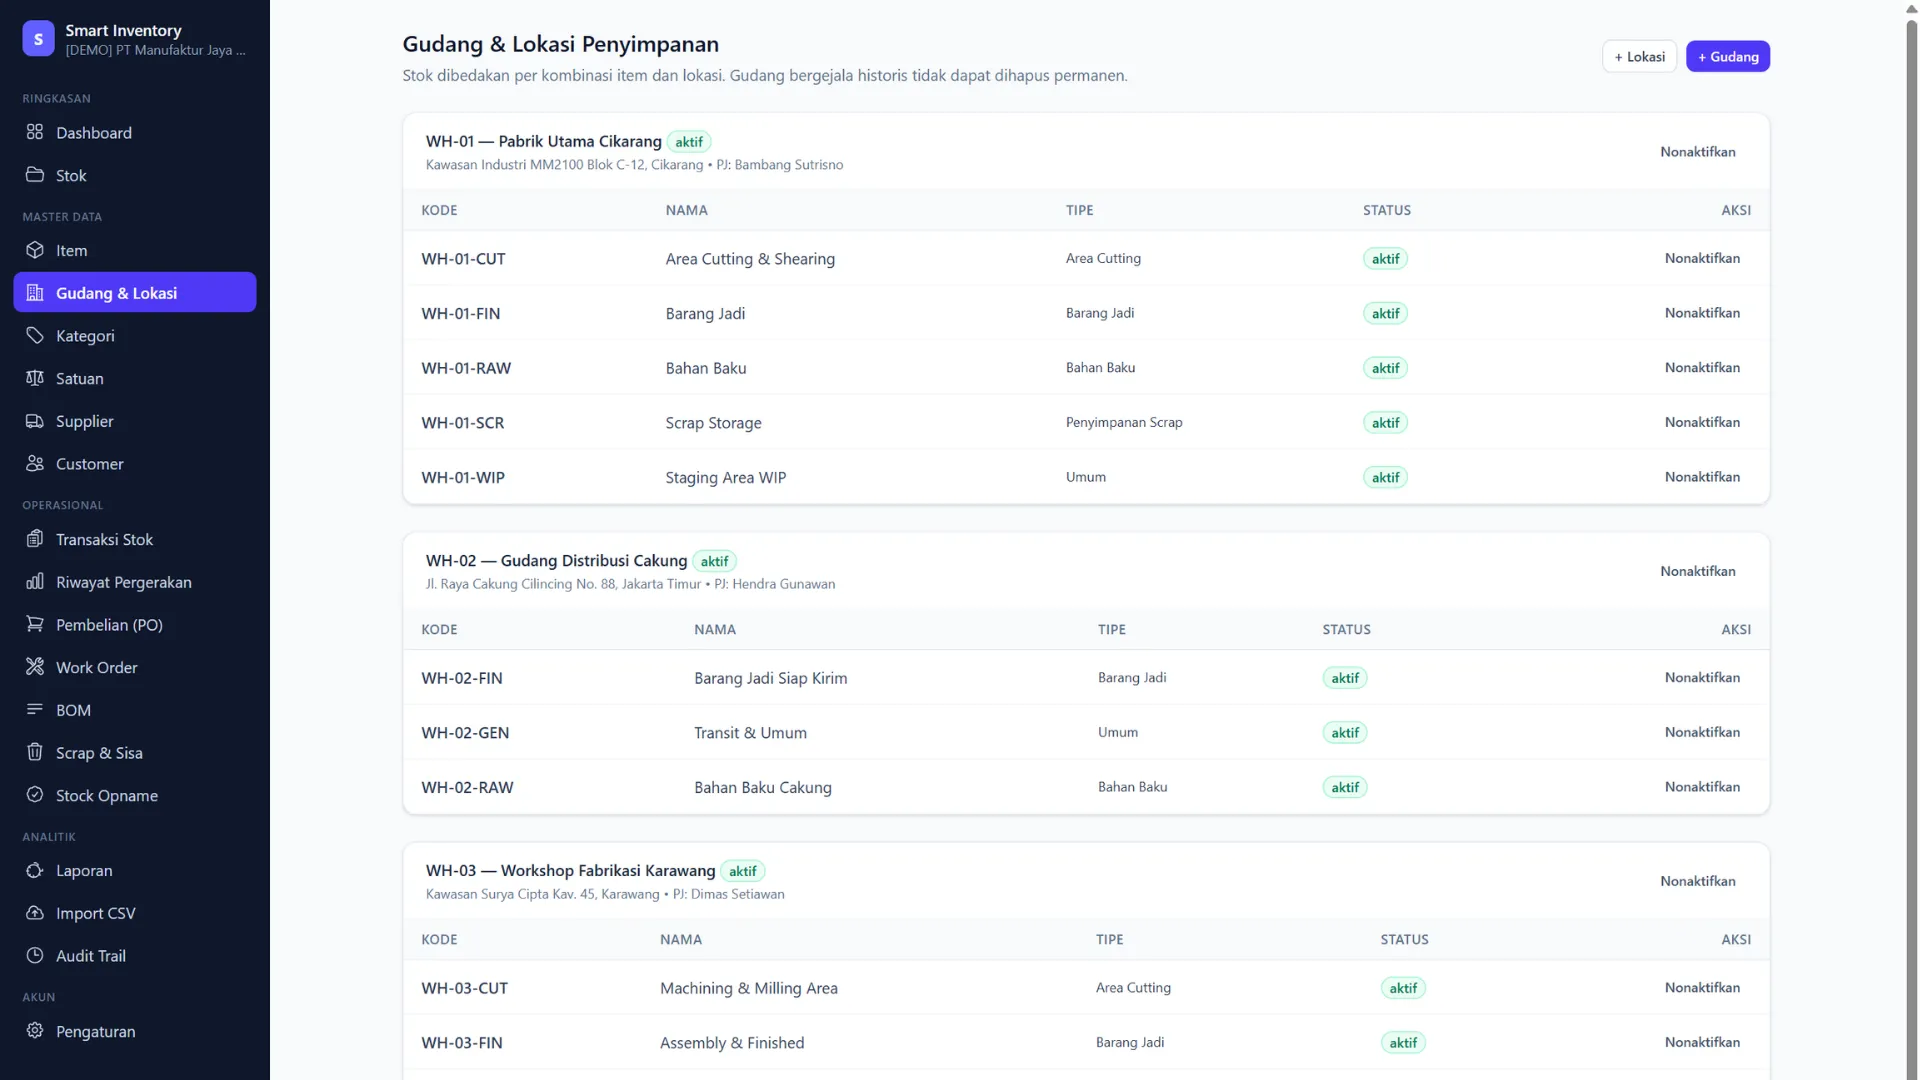 S
Smart Inventory
[DEMO] PT Manufaktur Jaya ...
RINGKASAN
Dashboard
Stok
MASTER DATA
Item
Gudang & Lokasi
Kategori
Satuan
Supplier
Customer
OPERASIONAL
Transaksi Stok
Riwayat Pergerakan
Pembelian (PO)
Work Order
BOM
Scrap & Sisa
Stock Opname
ANALITIK
Laporan
Import CSV
Audit Trail
AKUN
Pengaturan
Gudang & Lokasi Penyimpanan
Stok dibedakan per kombinasi item dan lokasi. Gudang bergejala historis tidak dapat dihapus permanen.
+ Lokasi + Gudang
WH-01 — Pabrik Utama Cikarang aktif
Kawasan Industri MM2100 Blok C-12, Cikarang • PJ: Bambang Sutrisno
Nonaktifkan
KODE NAMA TIPE STATUS AKSI
WH-01-CUT Area Cutting & Shearing Area Cutting aktif Nonaktifkan
WH-01-FIN Barang Jadi Barang Jadi aktif Nonaktifkan
WH-01-RAW Bahan Baku Bahan Baku aktif Nonaktifkan
WH-01-SCR Scrap Storage Penyimpanan Scrap aktif Nonaktifkan
WH-01-WIP Staging Area WIP Umum aktif Nonaktifkan
WH-02 — Gudang Distribusi Cakung aktif
Jl. Raya Cakung Cilincing No. 88, Jakarta Timur • PJ: Hendra Gunawan
Nonaktifkan
KODE NAMA TIPE STATUS AKSI
WH-02-FIN Barang Jadi Siap Kirim Barang Jadi aktif Nonaktifkan
WH-02-GEN Transit & Umum Umum aktif Nonaktifkan
WH-02-RAW Bahan Baku Cakung Bahan Baku aktif Nonaktifkan
WH-03 — Workshop Fabrikasi Karawang aktif
Kawasan Surya Cipta Kav. 45, Karawang • PJ: Dimas Setiawan
Nonaktifkan
KODE NAMA TIPE STATUS AKSI
WH-03-CUT Machining & Milling Area Area Cutting aktif Nonaktifkan
WH-03-FIN Assembly & Finished Barang Jadi aktif Nonaktifkan